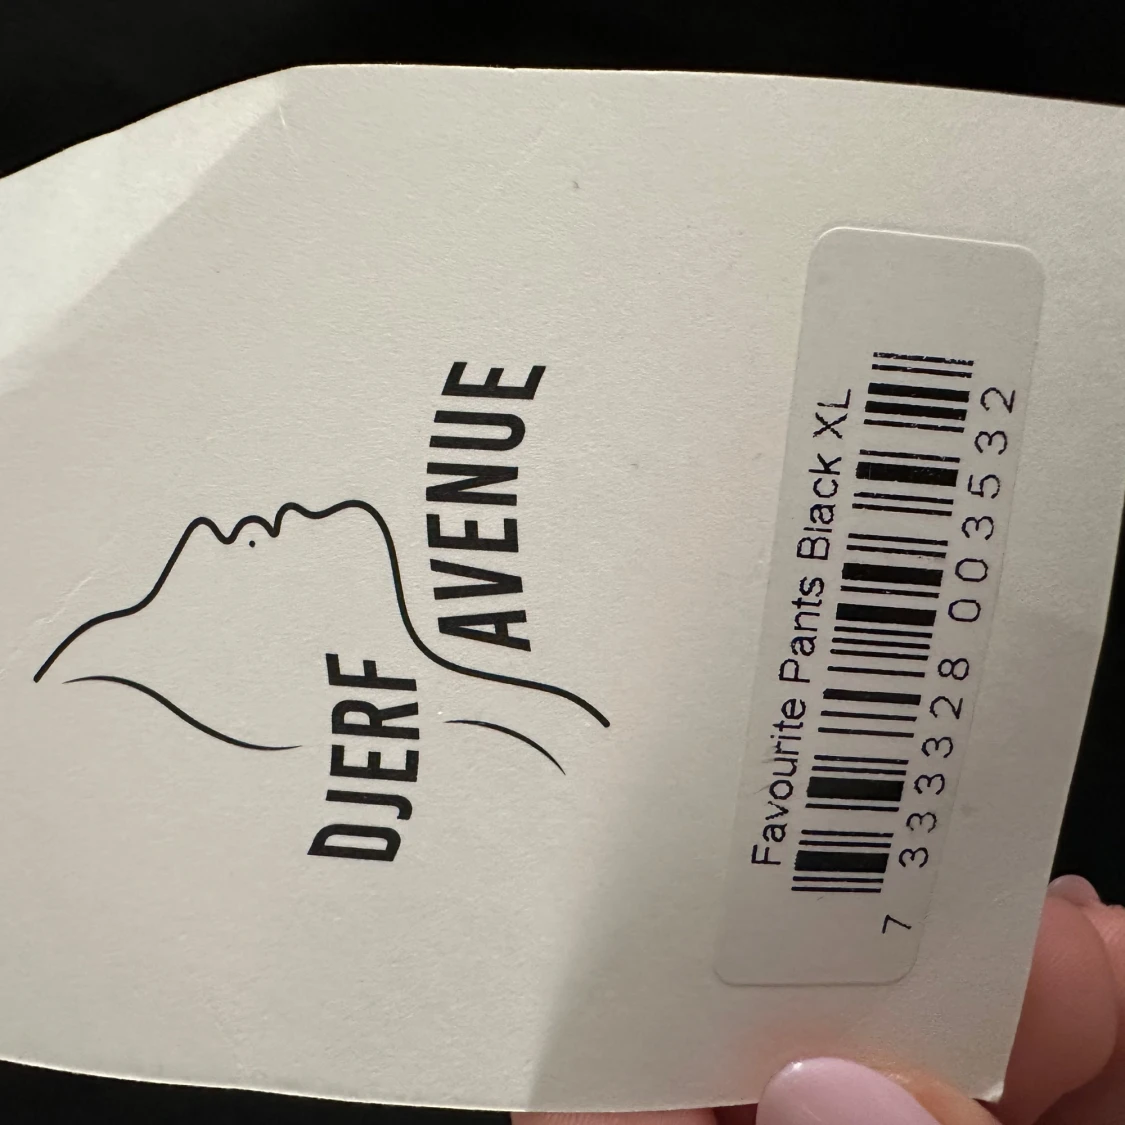 DJERF
AVENUE
Favourite Pants Black XL
7 333328 003532